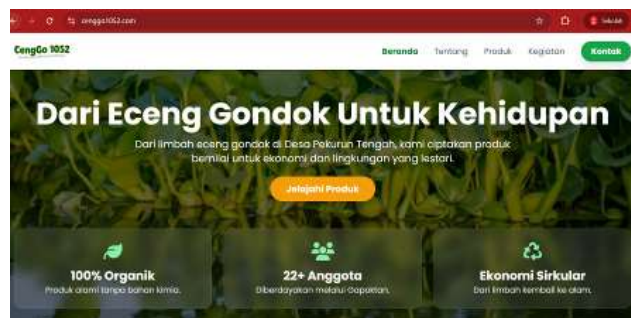 cenggo1052.com
CengGo 1052
Beranda Tentang Produk Kegiatan Kontak
Dari Eceng Gondok Untuk Kehidupan
Dari limbah eceng gondok di Desa Pekurun Tengah, kami ciptakan produk
bernilai untuk ekonomi dan lingkungan yang lestari.
Jelajahi Produk
100% Organik
Produk alami tanpa bahan kimia.
22+ Anggota
Diberdayakan melalui Gapoktan.
Ekonomi Sirkular
Dari limbah kembali ke alam.